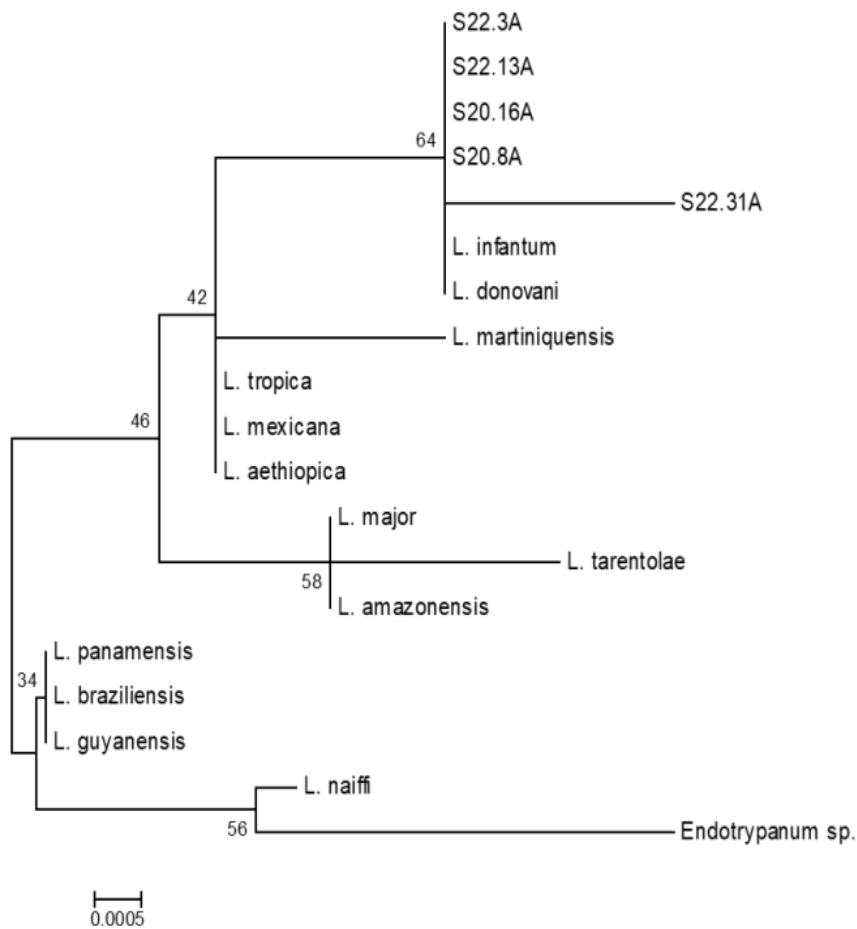 S22.3A
S22.13A
S20.16A
64
S20.8A
S22.31A
L. infantum
L. donovani
42
L. martiniquensis
L. tropica
46
L. mexicana
L. aethiopica
L. major
L. tarentolae
58
L. amazonensis
L. panamensis
34
L. braziliensis
L. guyanensis
L. naiffi
56
Endotrypanum sp.
0.0005